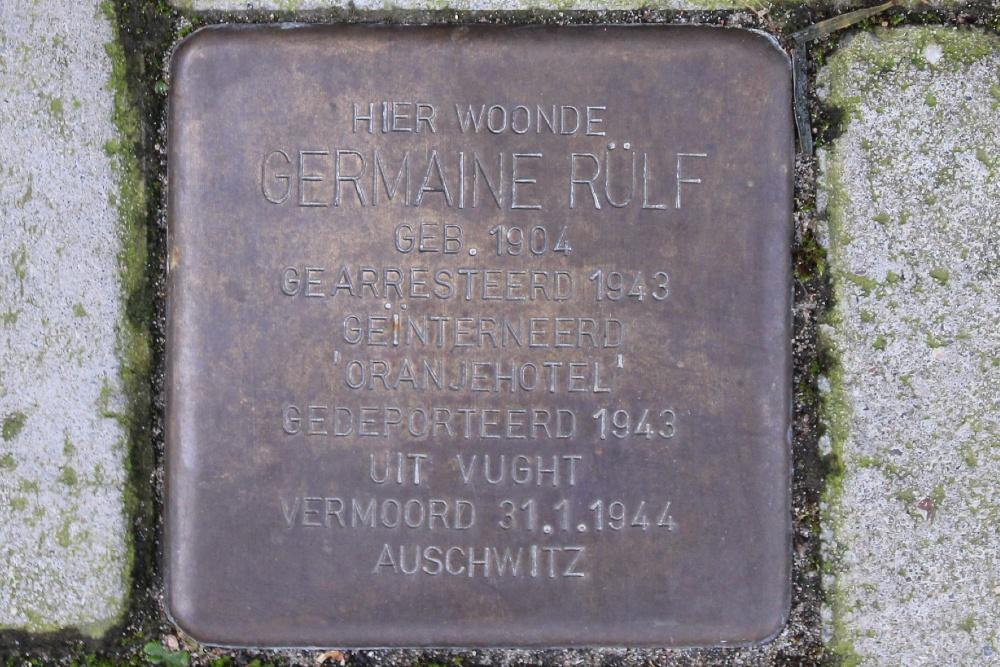 HIER WOONDE
GERMAINE RÜLF
GEB. 1904
GEARRESTEERD 1943
GEÏNTERNEERD
'ORANJEHOTEL'
GEDEPORTEERD 1943
UIT VUGHT
VERMOORD 31.1.1944
AUSCHWITZ